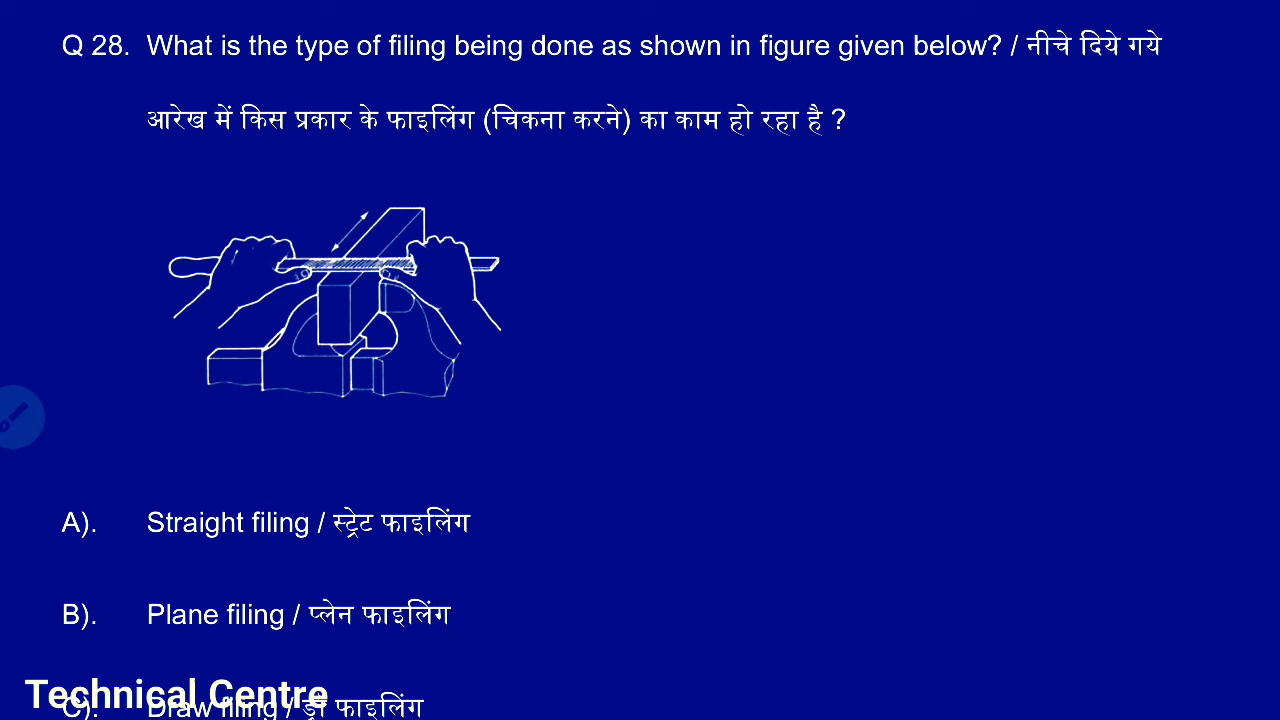 Q 28. What is the type of filing being done as shown in figure given below? / नीचे दिये गये
आरेख में किस प्रकार के फाइलिंग (चिकना करने) का काम हो रहा है ?
A). Straight filing / स्ट्रेट फाइलिंग
B). Plane filing / प्लेन फाइलिंग
Technical Centre
C). Draw filing / ड्रा फाइलिंग